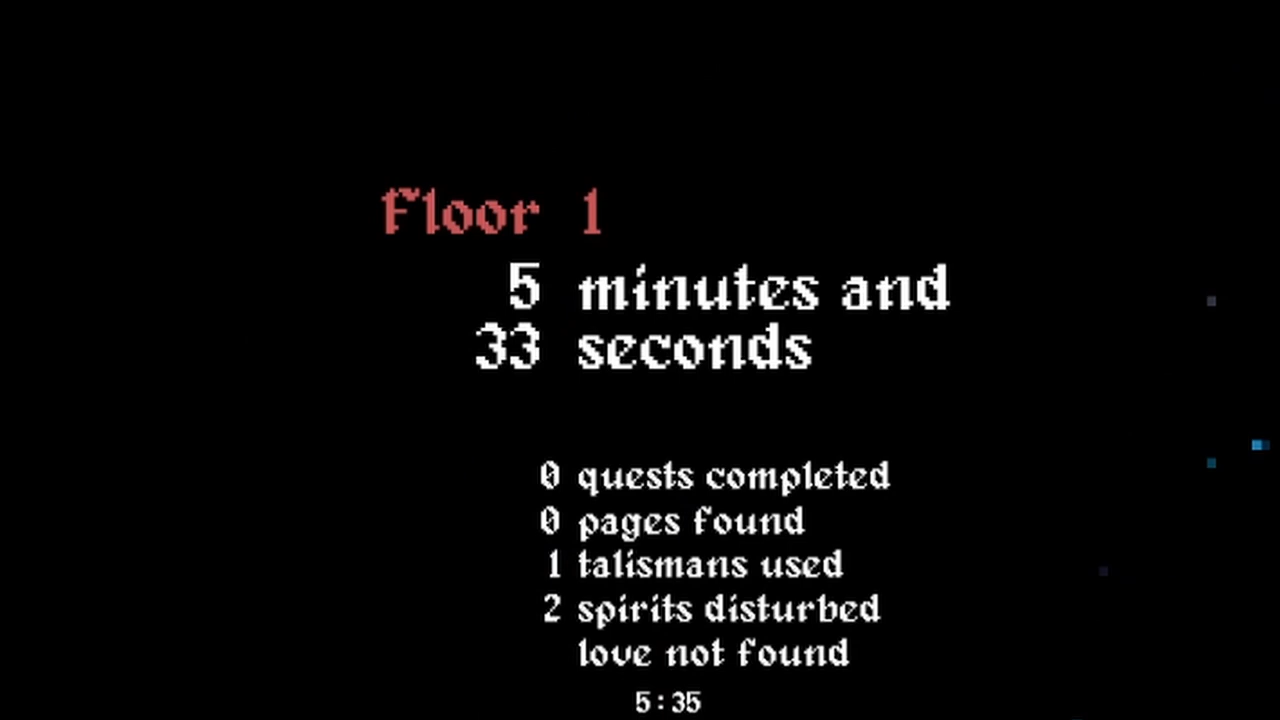 Floor 1
5 minutes and
33 seconds
0 quests completed
0 pages found
1 talismans used
2 spirits disturbed
love not found
5:35